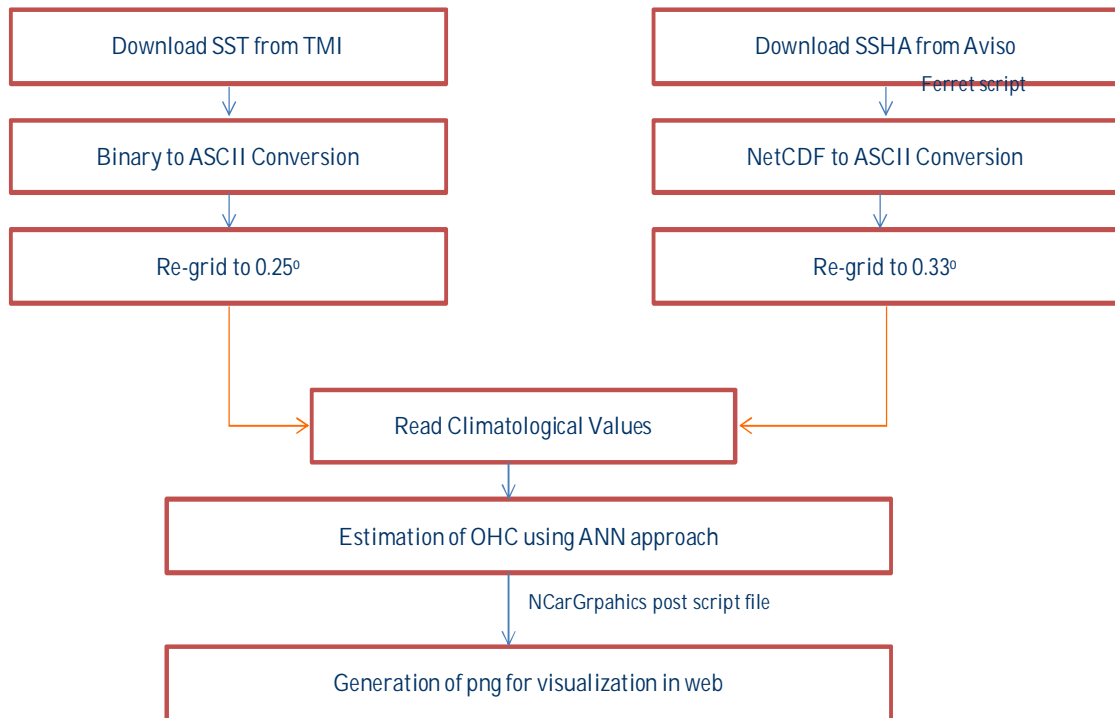 Download SST from TMI
Download SSHA from Aviso
Ferret script
Binary to ASCII Conversion
NetCDF to ASCII Conversion
Re-grid to 0.25⁰
Re-grid to 0.33⁰
Read Climatological Values
Estimation of OHC using ANN approach
NCarGrpahics post script file
Generation of png for visualization in web